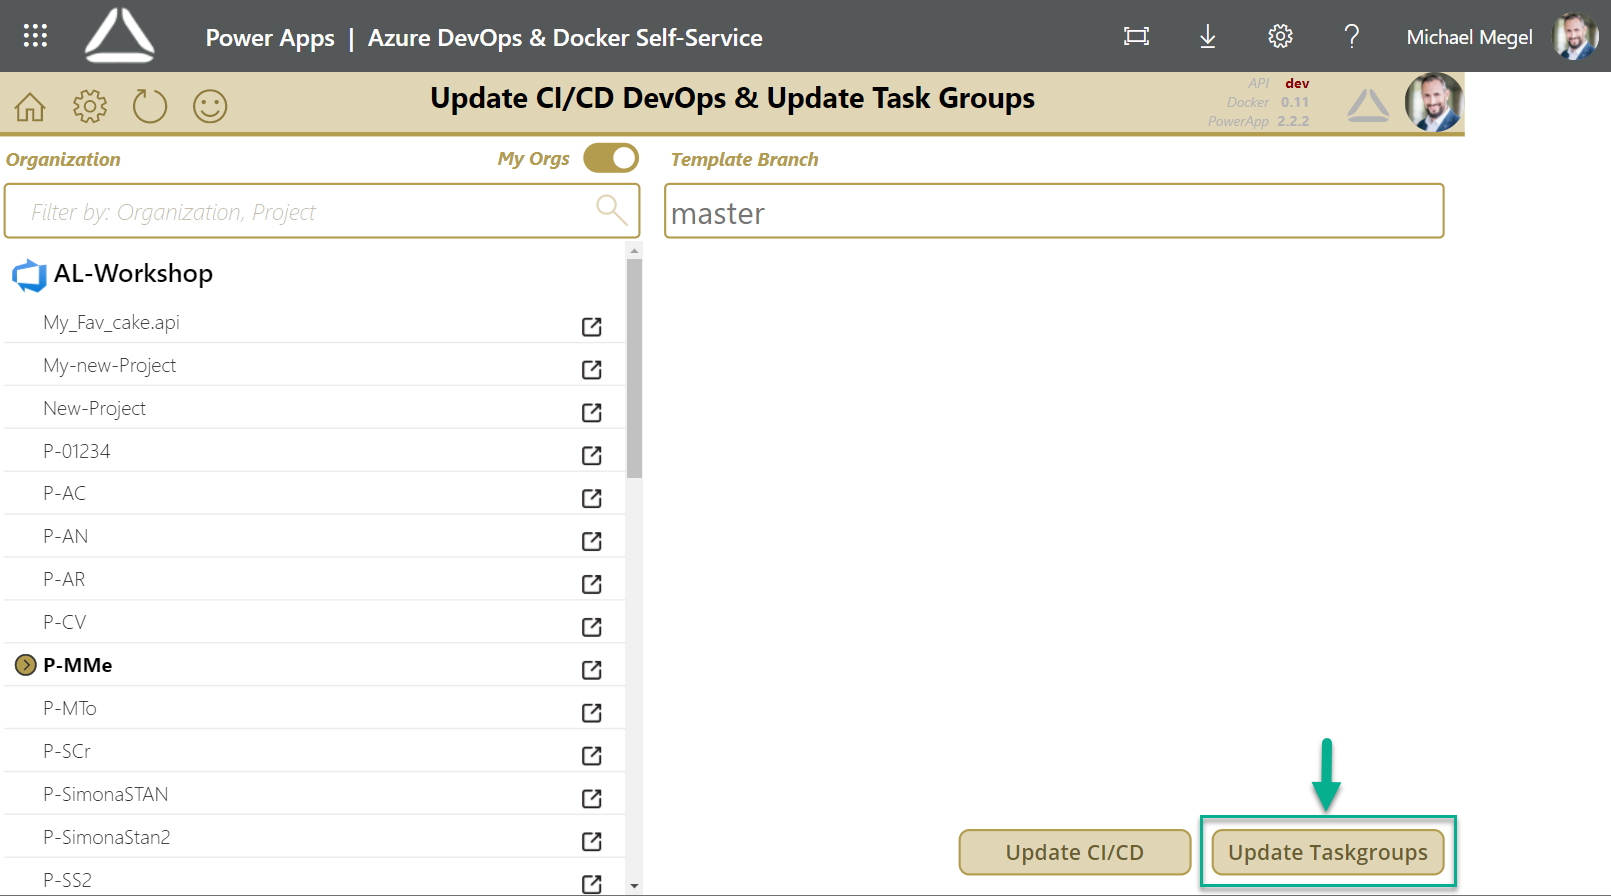 Power Apps | Azure DevOps & Docker Self-Service
Michael Megel
Update CI/CD DevOps & Update Task Groups
API dev
Docker 0.11
PowerApp 2.2.2
Organization
My Orgs
Template Branch
Filter by: Organization, Project
master
AL-Workshop
My_Fav_cake.api
My-new-Project
New-Project
P-01234
P-AC
P-AN
P-AR
P-CV
P-MMe
P-MTo
P-SCr
P-SimonaSTAN
P-SimonaStan2
P-SS2
Update CI/CD
Update Taskgroups